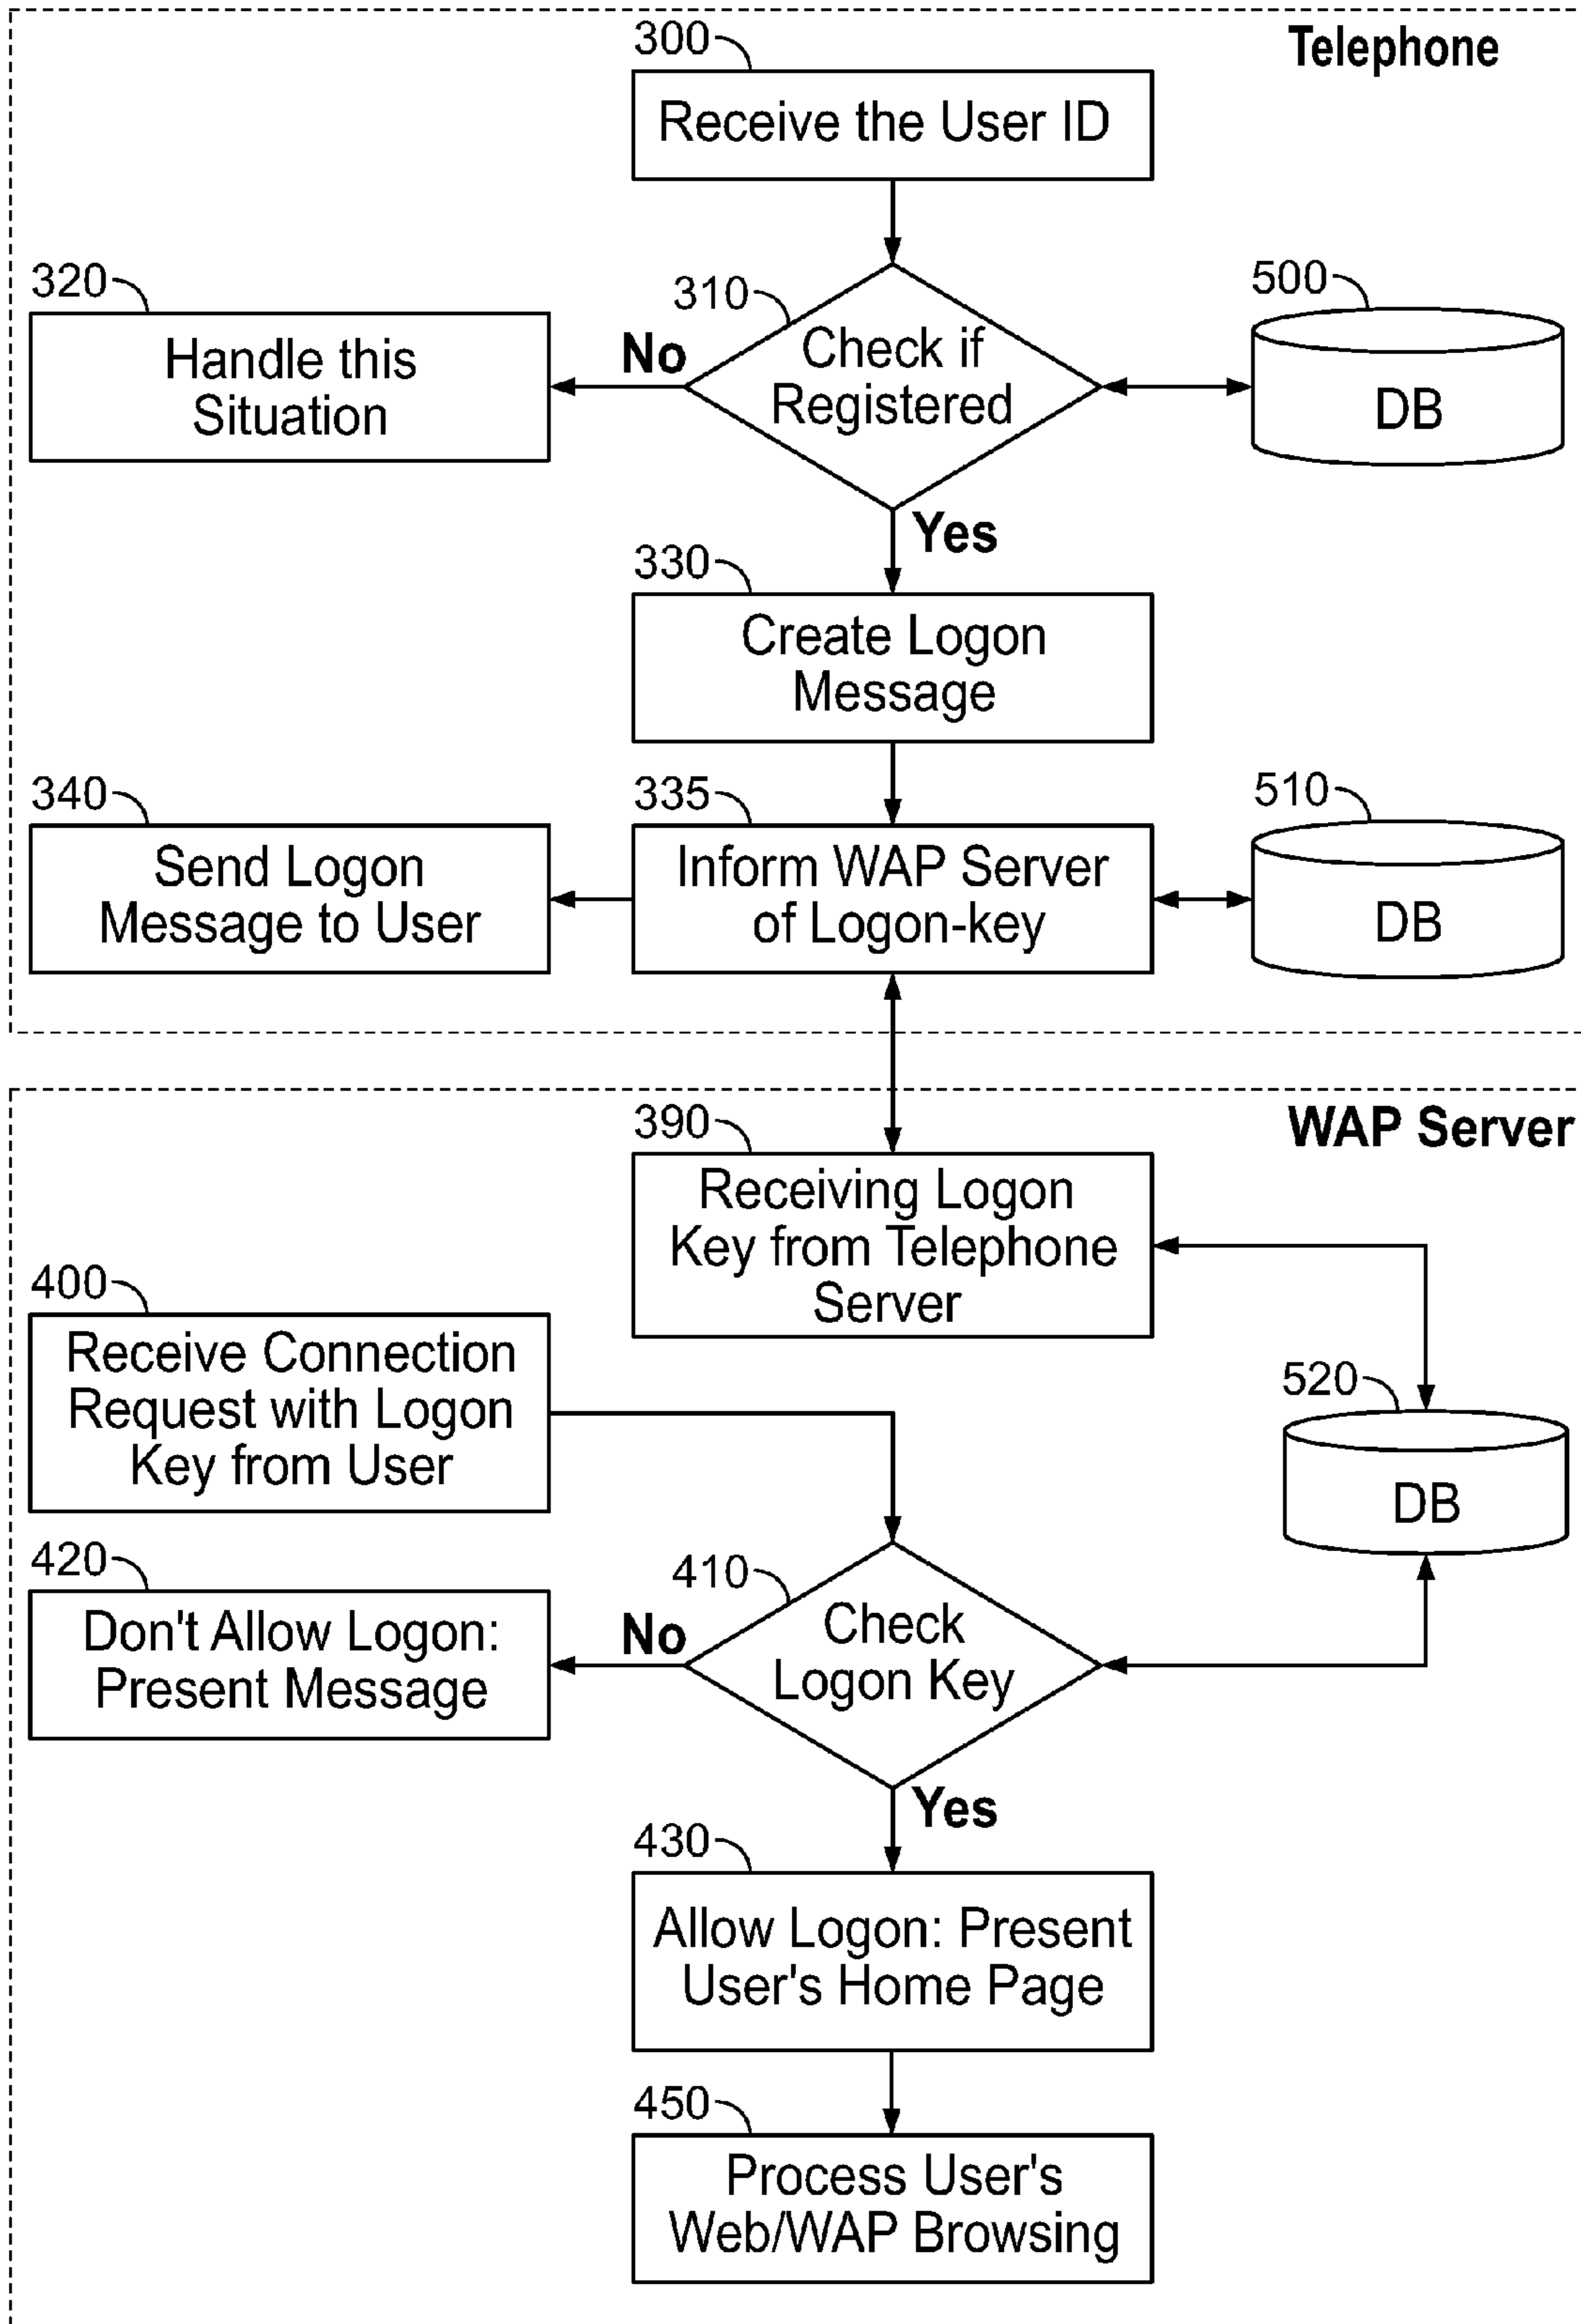 Telephone
300
Receive the User ID
320
Handle this
Situation
310
No
Check if
Registered
500
DB
Yes
330
Create Logon
Message
340
Send Logon
Message to User
335
Inform WAP Server
of Logon-key
510
DB
WAP Server
390
Receiving Logon
Key from Telephone
Server
400
Receive Connection
Request with Logon
Key from User
520
DB
420
Don't Allow Logon:
Present Message
410
No
Check
Logon Key
Yes
430
Allow Logon: Present
User's Home Page
450
Process User's
Web/WAP Browsing